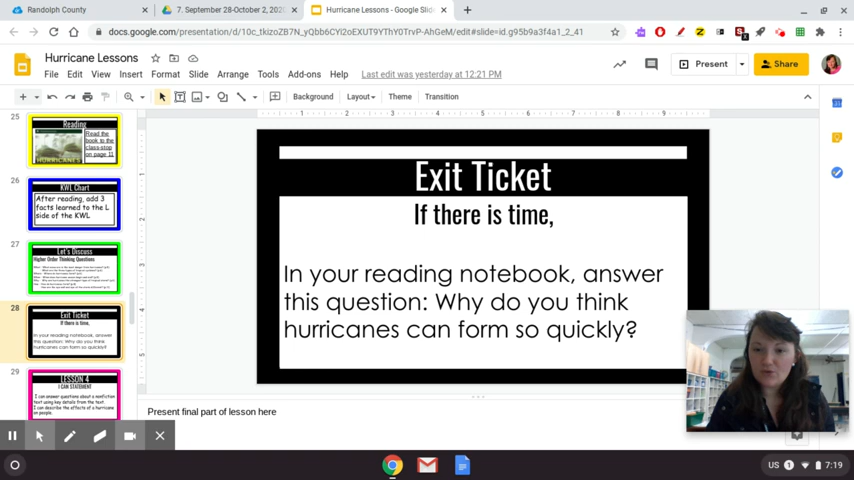 Randolph County
7. September 28-October 2, 202
Hurricane Lessons - Google Slid
docs.google.com/presentation/d/10c_tkizoZB7N_yQbb6CYl2oEXUT9YThY0TrvP-AhGeM/edit#slide=id.g95b9a3f4a1_2_41
Hurricane Lessons
File Edit View Insert Format Slide Arrange Tools Add-ons Help Last edit was yesterday at 12:21 PM
Present
Share
Background Layout Theme Transition
25
Reading
Read the
book to the
class-stop
on page 11
HURRICANES
26
KWL Chart
After reading, add 3
facts learned to the L
side of the KWL
27
Let's Discuss
Higher Order Thinking Questions
28
Exit Ticket
If there is time,
In your reading notebook, answer
this question: Why do you think
hurricanes can form so quickly?
29
LESSON 4
I CAN STATEMENT
I can answer questions about a nonfiction
text using key details from the text.
I can describe the effects of a hurricane
on people.
Exit Ticket
If there is time,
In your reading notebook, answer
this question: Why do you think
hurricanes can form so quickly?
Present final part of lesson here
US 1 7:19